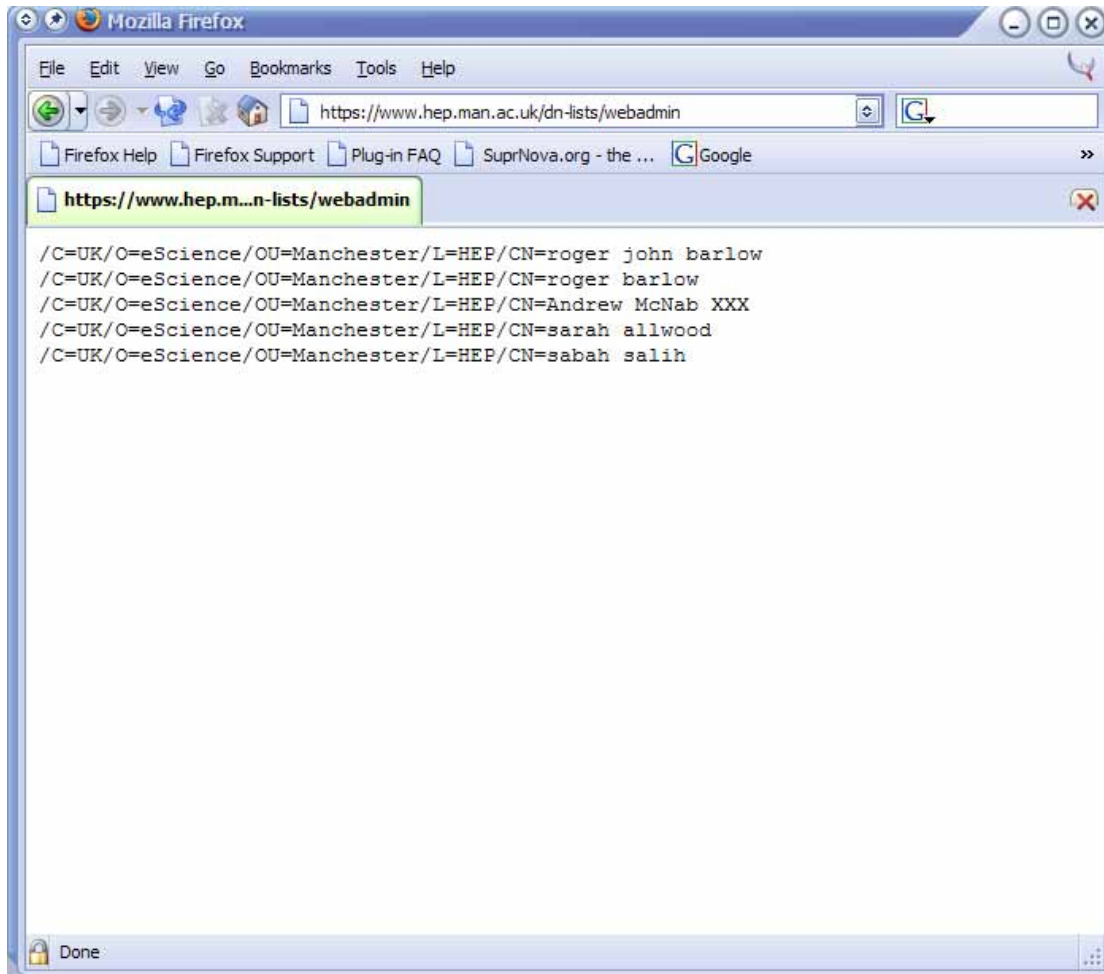 Mozilla Firefox
File Edit View Go Bookmarks Tools Help
https://www.hep.man.ac.uk/dn-lists/webadmin G
Firefox Help Firefox Support Plug-in FAQ SuprNova.org - the ... G Google »
https://www.hep.m...n-lists/webadmin
/C=UK/O=eScience/OU=Manchester/L=HEP/CN=roger john barlow
/C=UK/O=eScience/OU=Manchester/L=HEP/CN=roger barlow
/C=UK/O=eScience/OU=Manchester/L=HEP/CN=Andrew McNab XXX
/C=UK/O=eScience/OU=Manchester/L=HEP/CN=sarah allwood
/C=UK/O=eScience/OU=Manchester/L=HEP/CN=sabah salih
Done